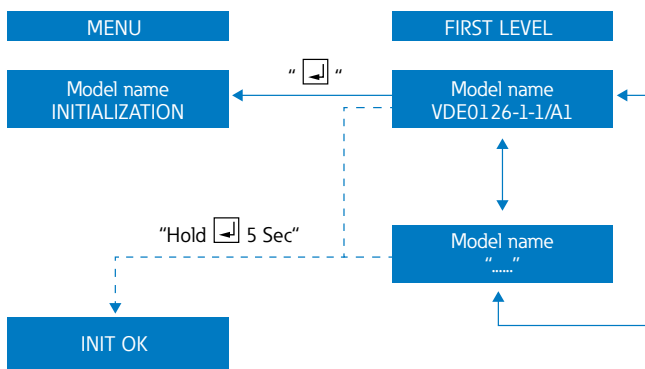 MENU
FIRST LEVEL
Model name
INITIALIZATION
“ ↵ “
Model name
VDE0126-1-1/A1
“Hold ↵ 5 Sec“
Model name
“......”
INIT OK